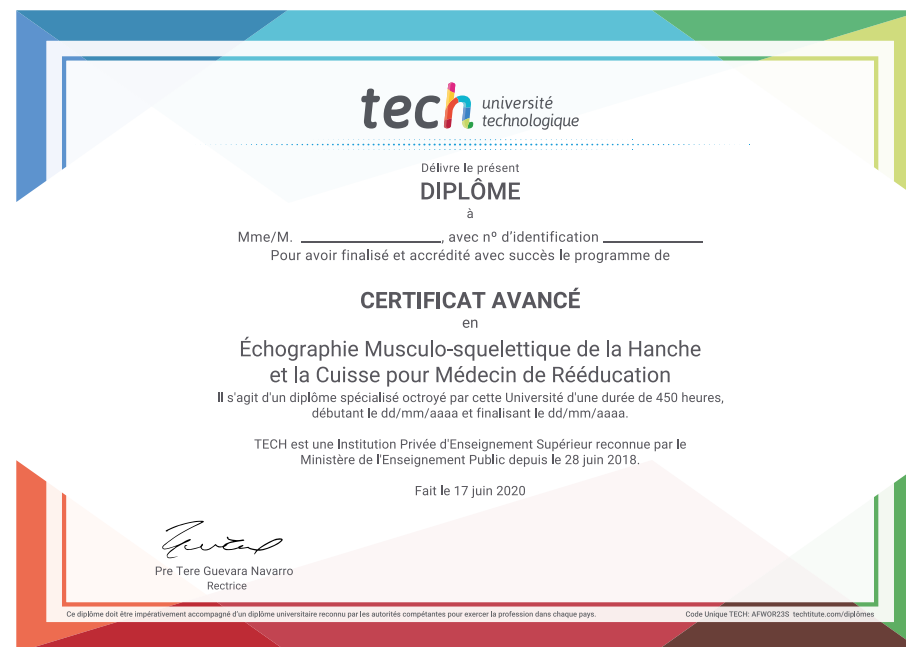 tech université
technologique
Délivre le présent
DIPLÔME
à
Mme/M. ____________________, avec nº d'identification ______________
Pour avoir finalisé et accrédité avec succès le programme de
CERTIFICAT AVANCÉ
en
Échographie Musculo-squelettique de la Hanche
et la Cuisse pour Médecin de Rééducation
Il s'agit d'un diplôme spécialisé octroyé par cette Université d'une durée de 450 heures,
débutant le dd/mm/aaaa et finalisant le dd/mm/aaaa.
TECH est une Institution Privée d'Enseignement Supérieur reconnue par le
Ministère de l'Enseignement Public depuis le 28 juin 2018.
Fait le 17 juin 2020
Pre Tere Guevara Navarro
Rectrice
Ce diplôme doit être impérativement accompagné d'un diplôme universitaire reconnu par les autorités compétentes pour exercer la profession dans chaque pays.
Code Unique TECH: AFWOR23S techtitute.com/diplômes